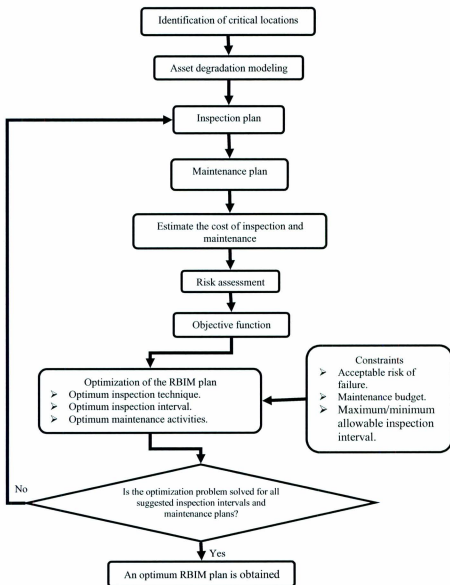 Identification of critical locations
Asset degradation modeling
Inspection plan
Maintenance plan
Estimate the cost of inspection and
maintenance
Risk assessment
Objective function
Optimization of the RBIM plan
➢ Optimum inspection technique.
➢ Optimum inspection interval.
➢ Optimum maintenance activities.
Constraints
➢ Acceptable risk of
failure.
➢ Maintenance budget.
➢ Maximum/minimum
allowable inspection
interval.
No
Is the optimization problem solved for all
suggested inspection intervals and
maintenance plans?
Yes
An optimum RBIM plan is obtained